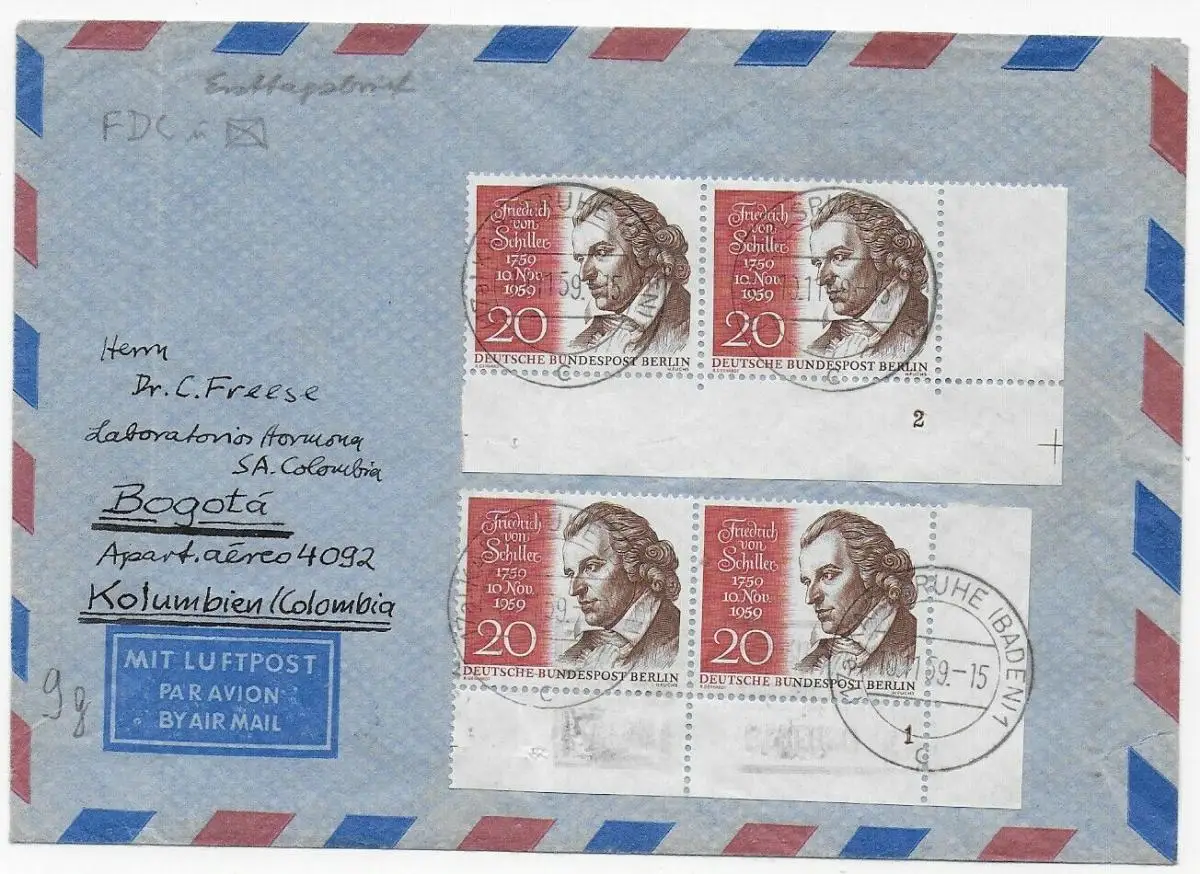 Ersttagsbrief
FDC
Friedrich
von
Schiller
1759
10. Nov.
1959
20
DEUTSCHE BUNDESPOST BERLIN
Friedrich
von
Schiller
1759
10. Nov.
1959
20
DEUTSCHE BUNDESPOST BERLIN
2
C
C
Herrn
Dr. C. Freese
Laboratorios Hormona
SA. Colombia
Bogotá
Apart. aéreo 4092
Kolumbien/Colombia
MIT LUFTPOST
PAR AVION
BY AIR MAIL
9g
Friedrich
von
Schiller
1759
10. Nov.
1959
20
DEUTSCHE BUNDESPOST BERLIN
Friedrich
von
Schiller
1759
10. Nov.
1959
20
DEUTSCHE BUNDESPOST BERLIN
RUHE (BADEN) 1
10.11.59.-15
C
C
1